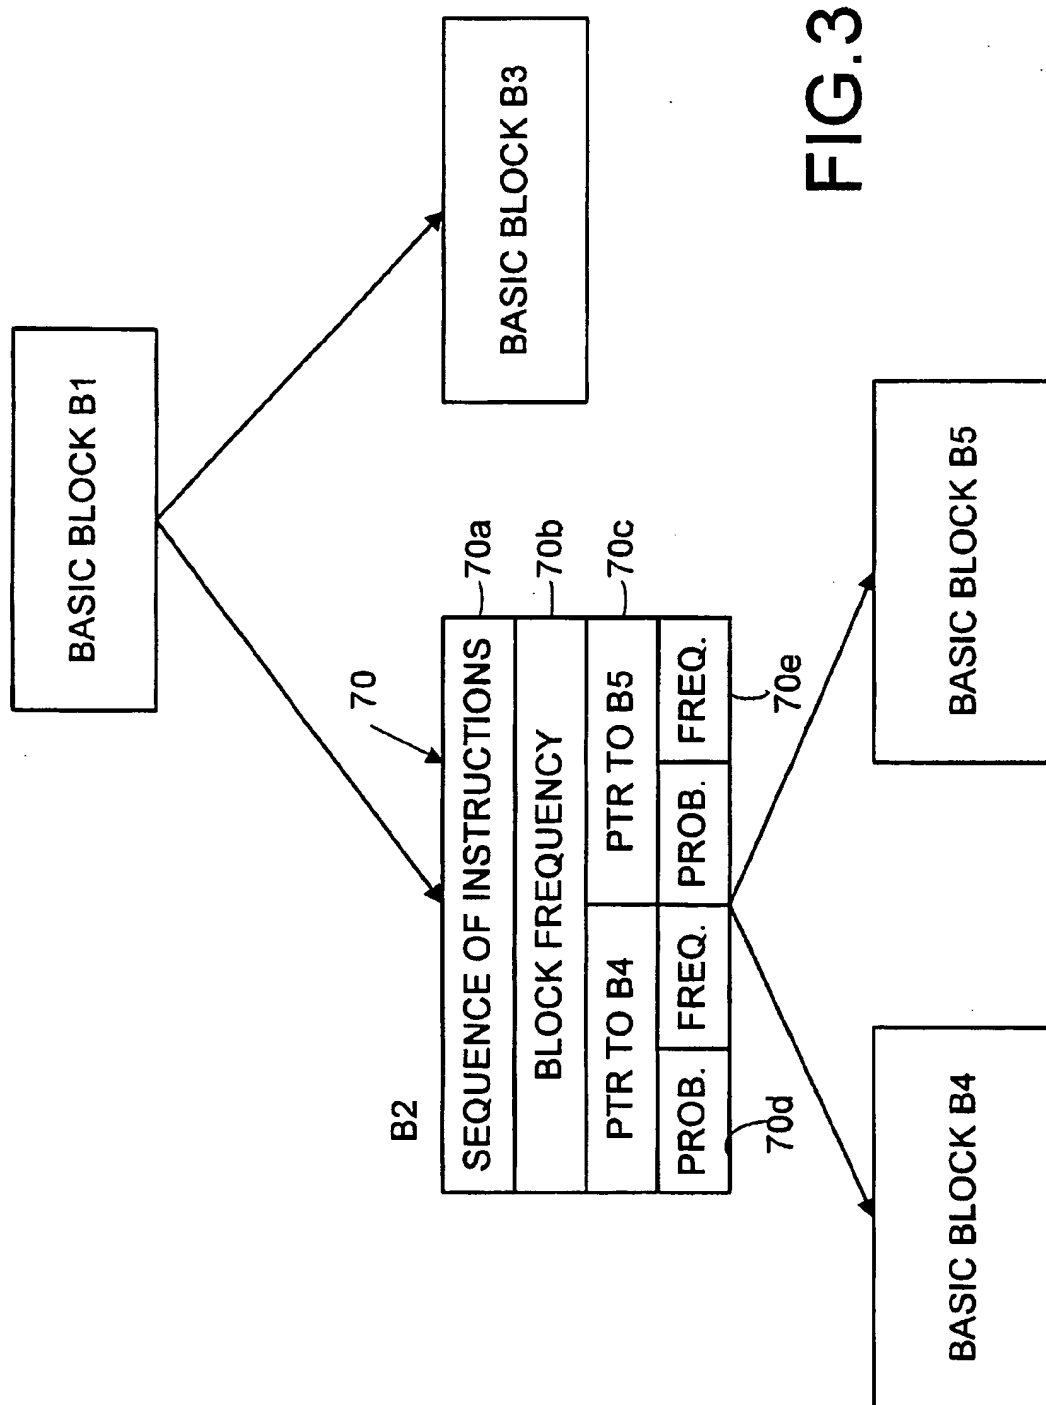 BASIC BLOCK B1
BASIC BLOCK B3
B2
70
SEQUENCE OF INSTRUCTIONS
70a
BLOCK FREQUENCY
70b
PTR TO B4
PTR TO B5
70c
PROB.
FREQ.
PROB.
FREQ.
70d
70e
BASIC BLOCK B4
BASIC BLOCK B5
FIG.3